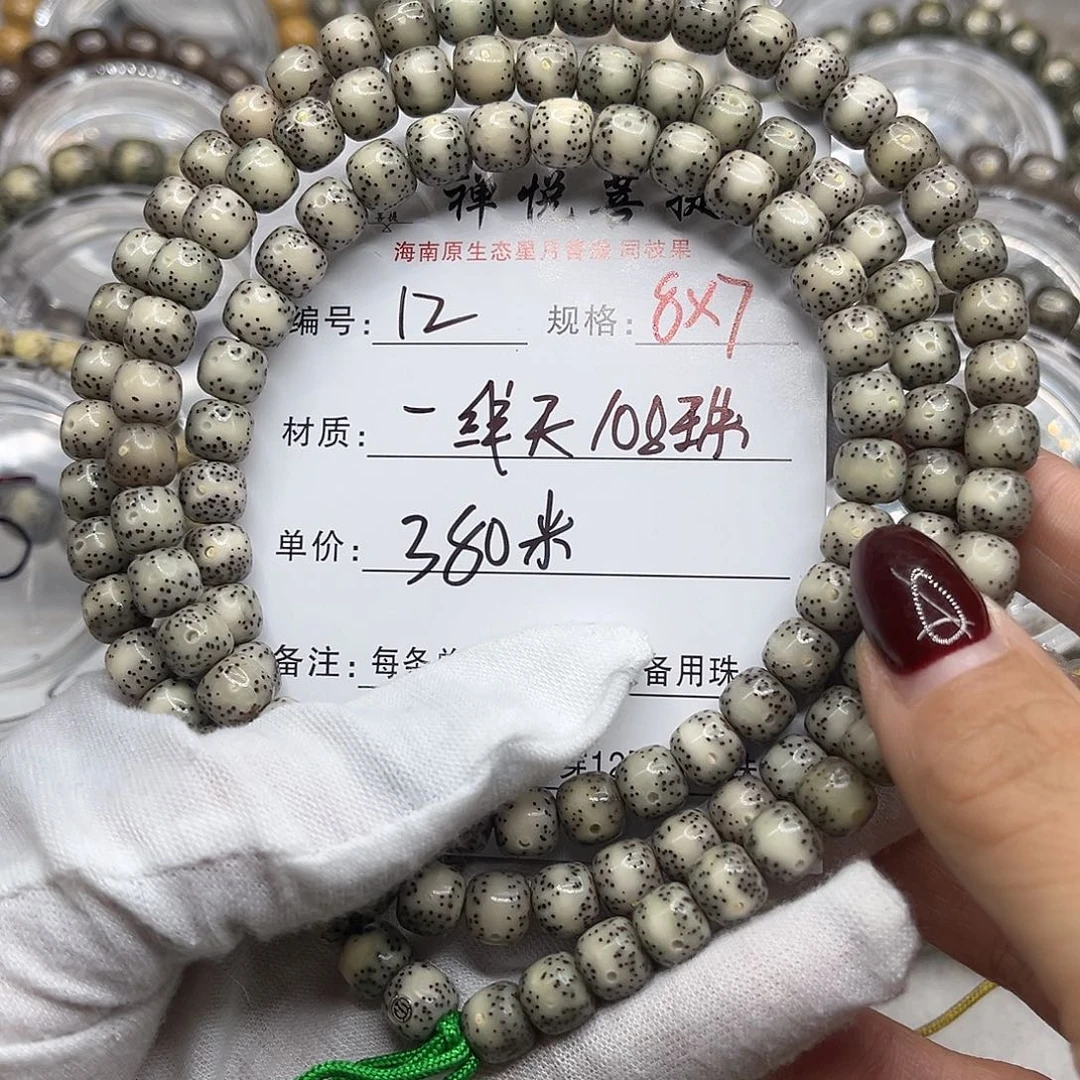 禅悦菩提
海南原生态星月菩提 同枝果
编号: 12 规格: 8X7
材质: 一线天 108珠
单价: 380米
备注: 每条 备用珠